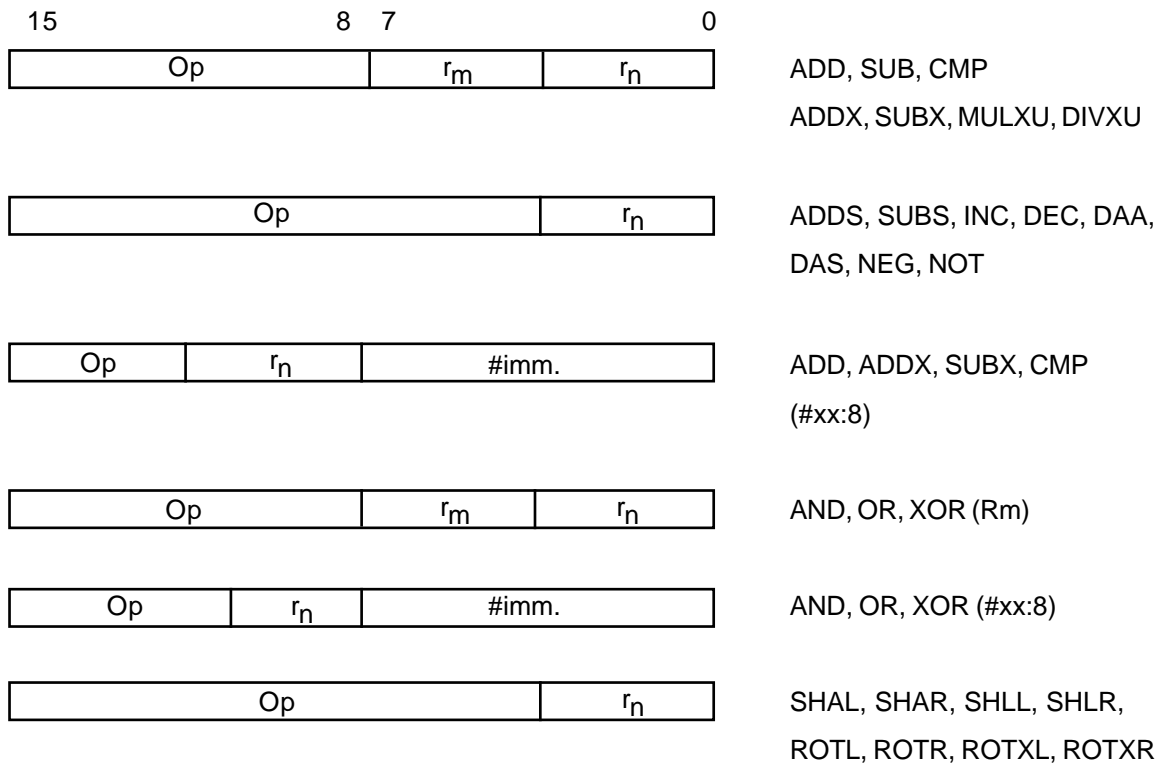 15 8 7 0
Op rm rn ADD, SUB, CMP
ADDX, SUBX, MULXU, DIVXU
Op rn ADDS, SUBS, INC, DEC, DAA,
DAS, NEG, NOT
Op rn #imm. ADD, ADDX, SUBX, CMP
(#xx:8)
Op rm rn AND, OR, XOR (Rm)
Op rn #imm. AND, OR, XOR (#xx:8)
Op rn SHAL, SHAR, SHLL, SHLR,
ROTL, ROTR, ROTXL, ROTXR